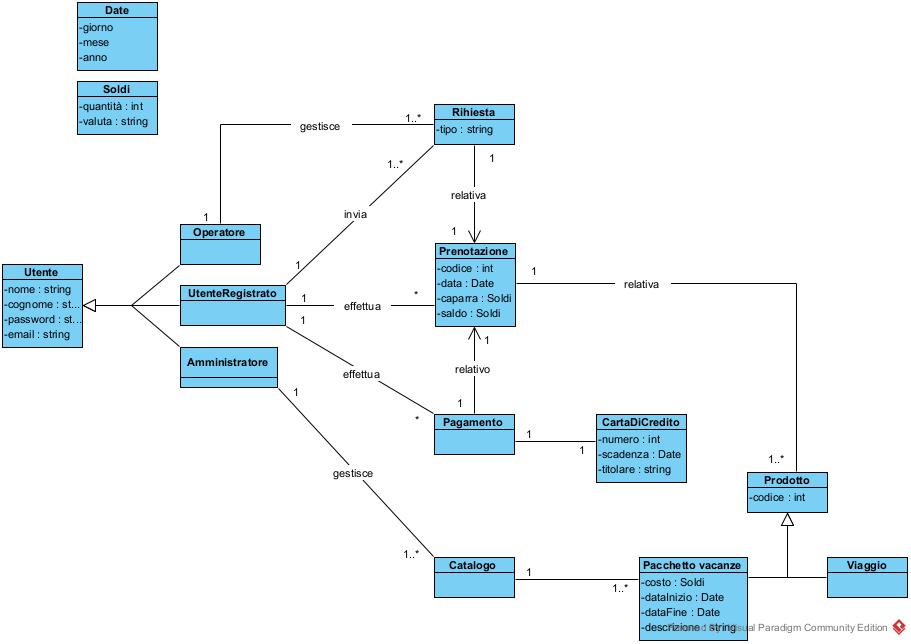 Date
-giorno
-mese
-anno
Soldi
-quantità : int
-valuta : string
Rihiesta
-tipo : string
gestisce
1..*
1
1..*
1
invia
relativa
1
1
Operatore
Utente
-nome : string
-cognome : st...
-password : st...
-email : string
UtenteRegistrato
1
effettua
*
1
Prenotazione
-codice : int
-data : Date
-caparra : Soldi
-saldo : Soldi
1
relativa
1..*
Amministratore
1
effettua
*
relativo
1
1
Pagamento
1
1
CartaDiCredito
-numero : int
-scadenza : Date
-titolare : string
gestisce
1..*
Prodotto
-codice : int
Catalogo
1
1..*
Pacchetto vacanze
-costo : Soldi
-dataInizio : Date
-dataFine : Date
-descrizione : string
Viaggio
Visual Paradigm Community Edition